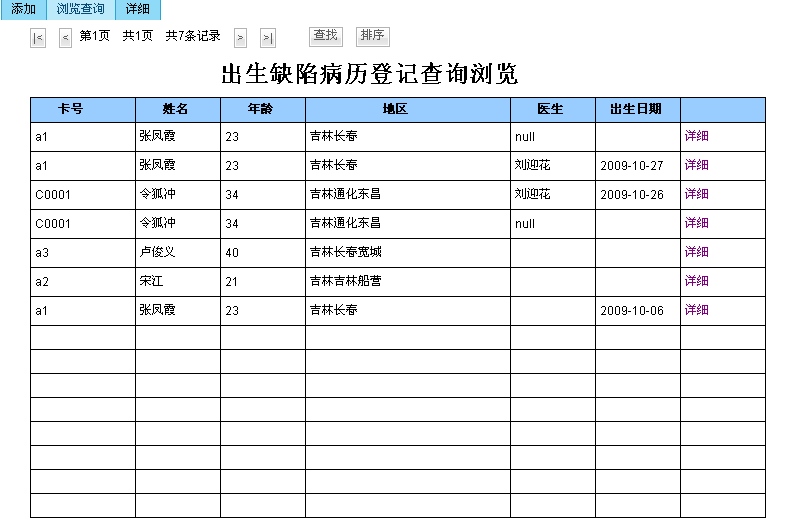 添加 浏览查询 详细
|< < 第1页 共1页 共7条记录 > >| 查找 排序
出生缺陷病历登记查询浏览
卡号 姓名 年龄 地区 医生 出生日期
a1 张凤霞 23 吉林长春 null 详细
a1 张凤霞 23 吉林长春 刘迎花 2009-10-27 详细
C0001 令狐冲 34 吉林通化东昌 刘迎花 2009-10-26 详细
C0001 令狐冲 34 吉林通化东昌 null 详细
a3 卢俊义 40 吉林长春宽城 详细
a2 宋江 21 吉林吉林船营 详细
a1 张凤霞 23 吉林长春 2009-10-06 详细